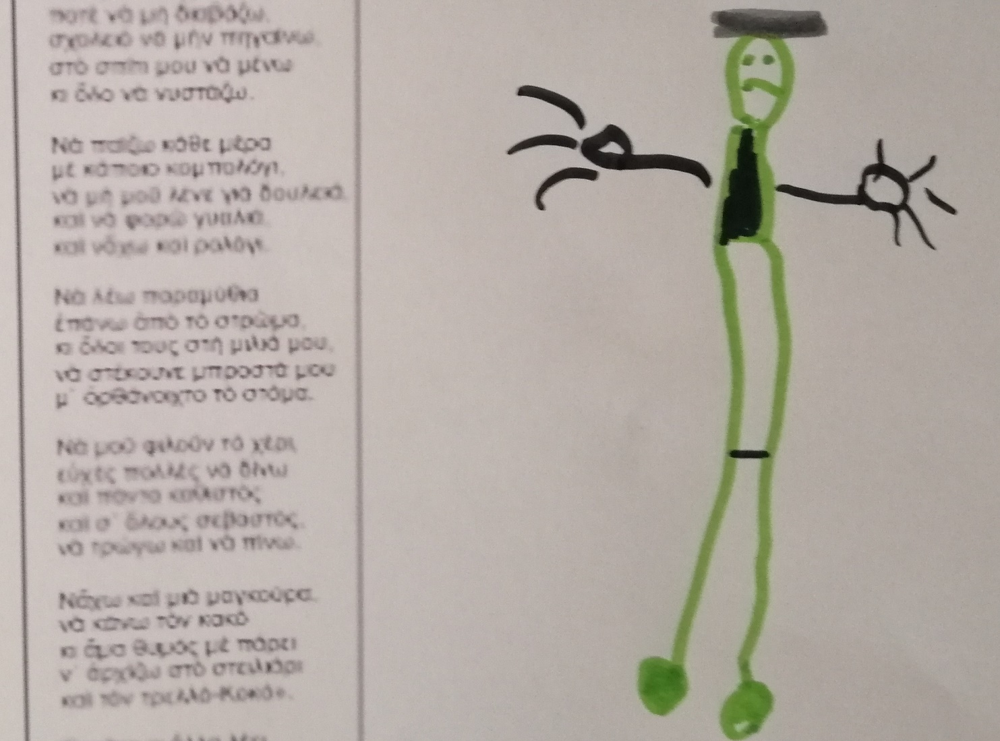 ποτὲ νὰ μὴ διαβάζω,
σχολειὸ νὰ μὴν πηγαίνω,
στὸ σπίτι μου νὰ μένω
κι ὅλο νὰ νυστάζω.
Νὰ παίζω κάθε μέρα
μὲ κάποιο κομπολόγι,
νὰ μὴ μοῦ λένε γιὰ δουλειά,
καὶ νὰ φορῶ γυαλιά,
καὶ νἄχω καὶ ρολόγι.
Νὰ λέω παραμύθια
ἐπάνω ἀπὸ τὸ στρῶμα,
κι ὅλοι τους στὴ μιλιά μου,
νὰ στέκουνε μπροστά μου
μ᾿ ὀρθάνοιχτο τὸ στόμα.
Νὰ μοῦ φιλοῦν τὸ χέρι,
εὐχὲς πολλὲς νὰ δίνω
καὶ πάντα καθιστὸς
καὶ σ᾿ ὅλους σεβαστός,
νὰ τρώγω καὶ νὰ πίνω.
Νἄχω καὶ μιὰ μαγκούρα,
νὰ κάνω τὸν κακὸ
κι ἅμα θυμὸς μὲ πάρει
ν᾿ ἀρχίζω στὸ στειλιάρι
καὶ τὸν τρελλό-Κοκό».